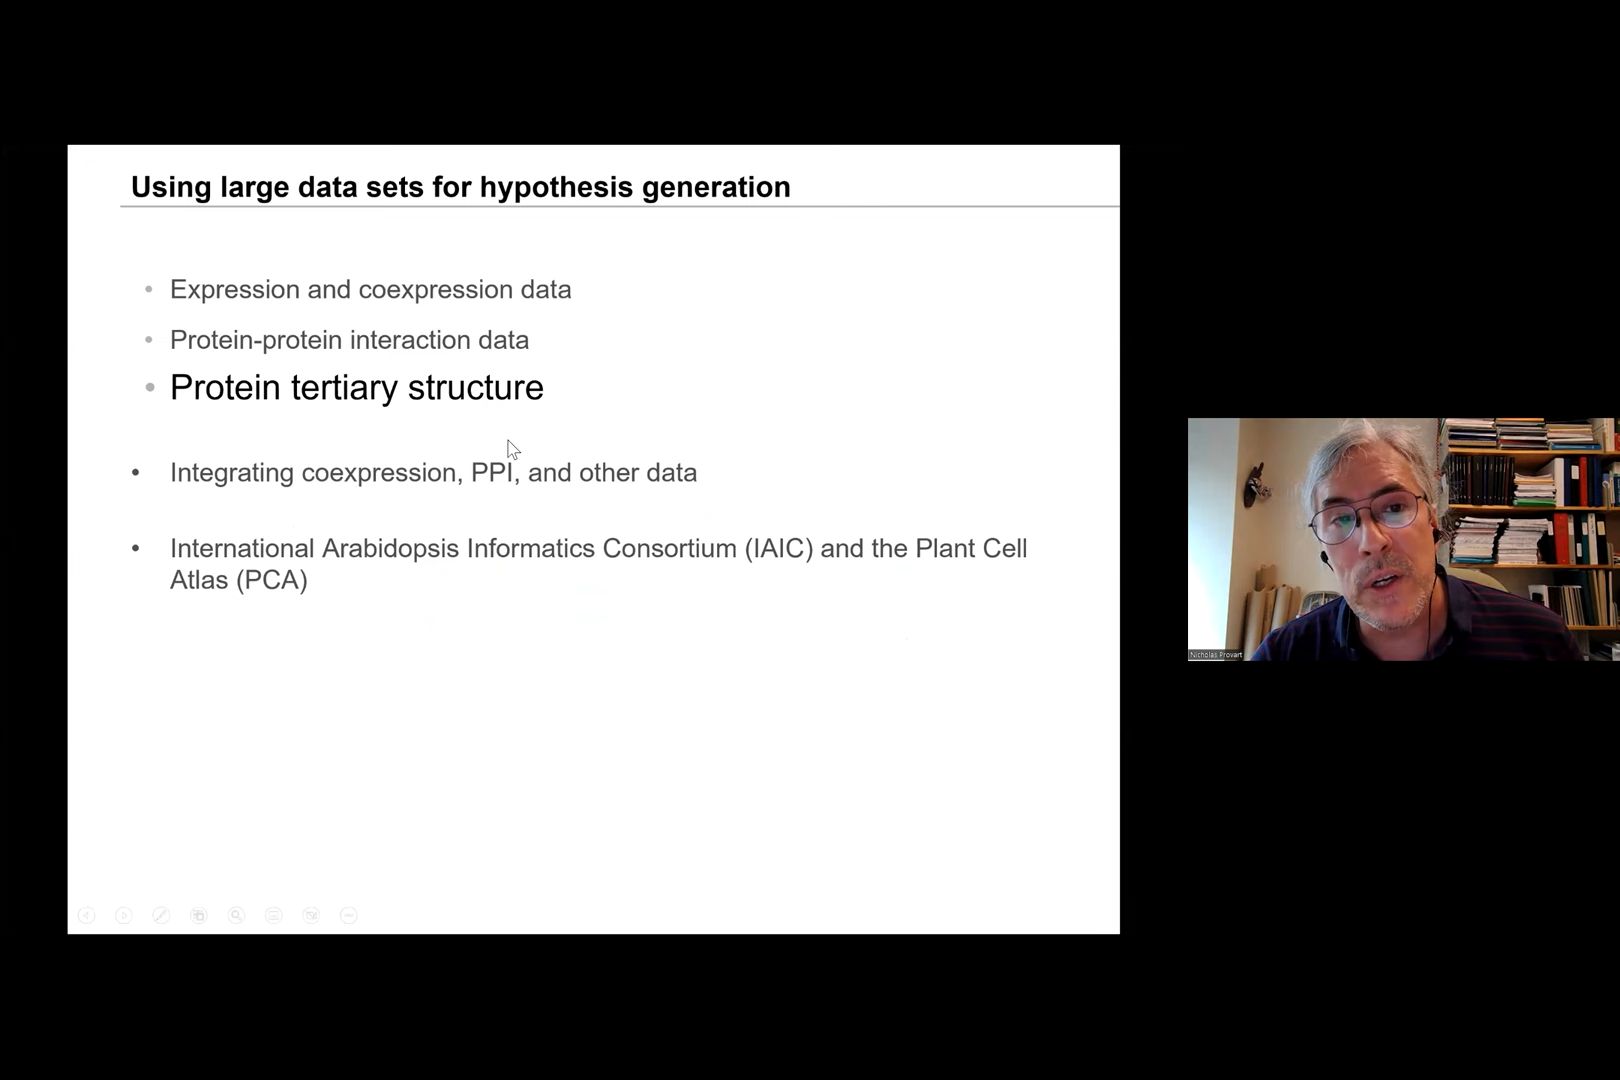 Using large data sets for hypothesis generation
• Expression and coexpression data
• Protein-protein interaction data
• Protein tertiary structure
• Integrating coexpression, PPI, and other data
• International Arabidopsis Informatics Consortium (IAIC) and the Plant Cell
Atlas (PCA)
Nicholas Provart